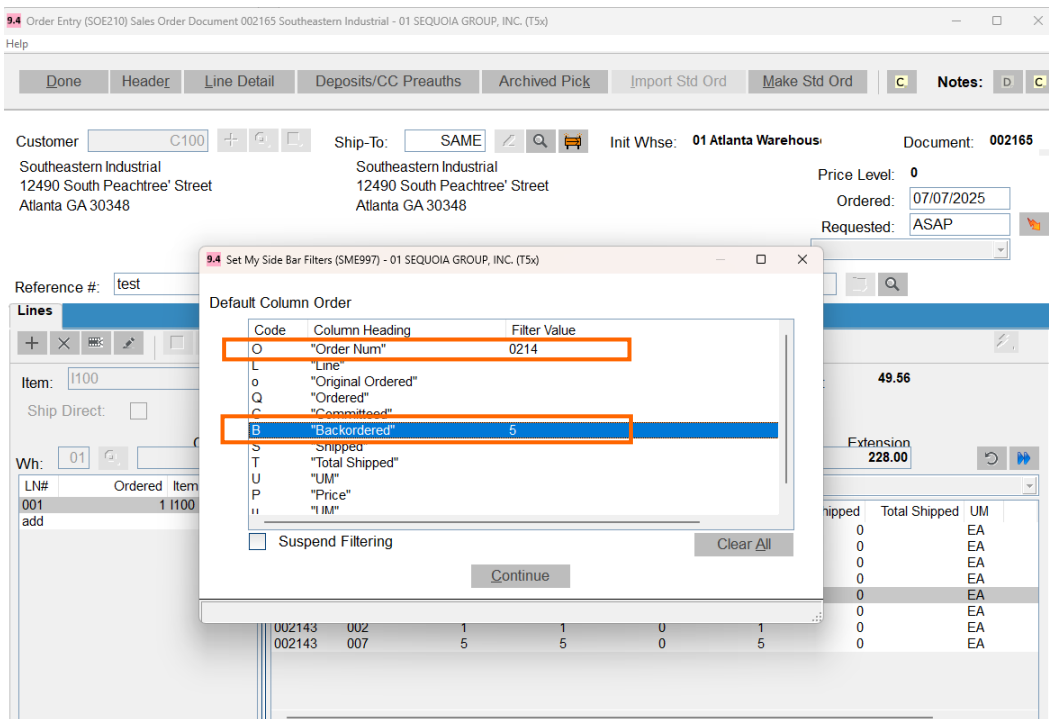 9.4 Order Entry (SOE210) Sales Order Document 002165 Southeastern Industrial - 01 SEQUOIA GROUP, INC. (T5x)
Help
Done Header Line Detail Deposits/CC Preauths Archived Pick Import Std Ord Make Std Ord C Notes: D C
Customer C100 Ship-To: SAME Init Whse: 01 Atlanta Warehous Document: 002165
Southeastern Industrial Southeastern Industrial
12490 South Peachtree' Street 12490 South Peachtree' Street
Atlanta GA 30348 Atlanta GA 30348
Price Level: 0
Ordered: 07/07/2025
Requested: ASAP
9.4 Set My Side Bar Filters (SME997) - 01 SEQUOIA GROUP, INC. (T5x)
Reference #: test
Default Column Order
Lines
Code Column Heading Filter Value
O "Order Num" 0214
L "Line"
o "Original Ordered"
Q "Ordered"
C "Committeed"
B "Backordered" 5
S "Shipped"
T "Total Shipped"
U "UM"
P "Price"
u "UM"
Suspend Filtering Clear All
Continue
Item: I100 49.56
Ship Direct:
Extension
Wh: 01 228.00
LN# Ordered Item
001 1 I100
add
hipped Total Shipped UM
0 EA
0 EA
0 EA
0 EA
0 EA
0 EA
002143 002 1 1 0 1 0 EA
002143 007 5 5 0 5 0 EA